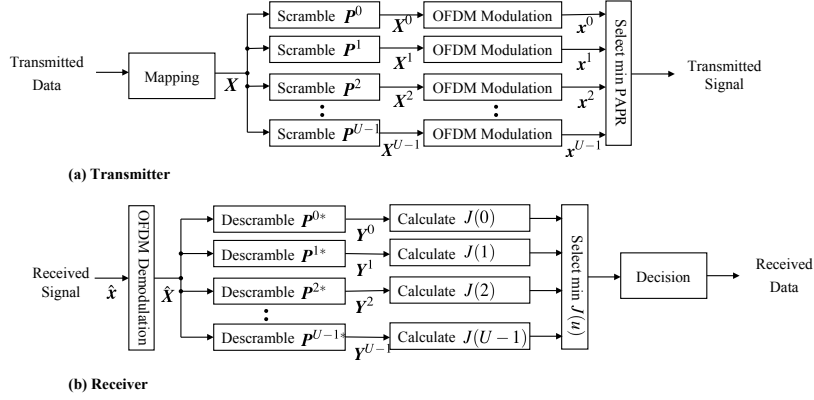 Transmitted
Data
Mapping
X
Scramble P^0
X^0
OFDM Modulation
x^0
Scramble P^1
X^1
OFDM Modulation
x^1
Scramble P^2
X^2
OFDM Modulation
x^2
Scramble P^{U-1}
X^{U-1}
OFDM Modulation
x^{U-1}
Select min PAPR
Transmitted
Signal
(a) Transmitter
Received
Signal
x̂
OFDM Demodulation
X̂
Descramble P^{0*}
Y^0
Calculate J(0)
Descramble P^{1*}
Y^1
Calculate J(1)
Descramble P^{2*}
Y^2
Calculate J(2)
Descramble P^{U-1*}
Y^{U-1}
Calculate J(U-1)
Select min J(u)
Decision
Received
Data
(b) Receiver